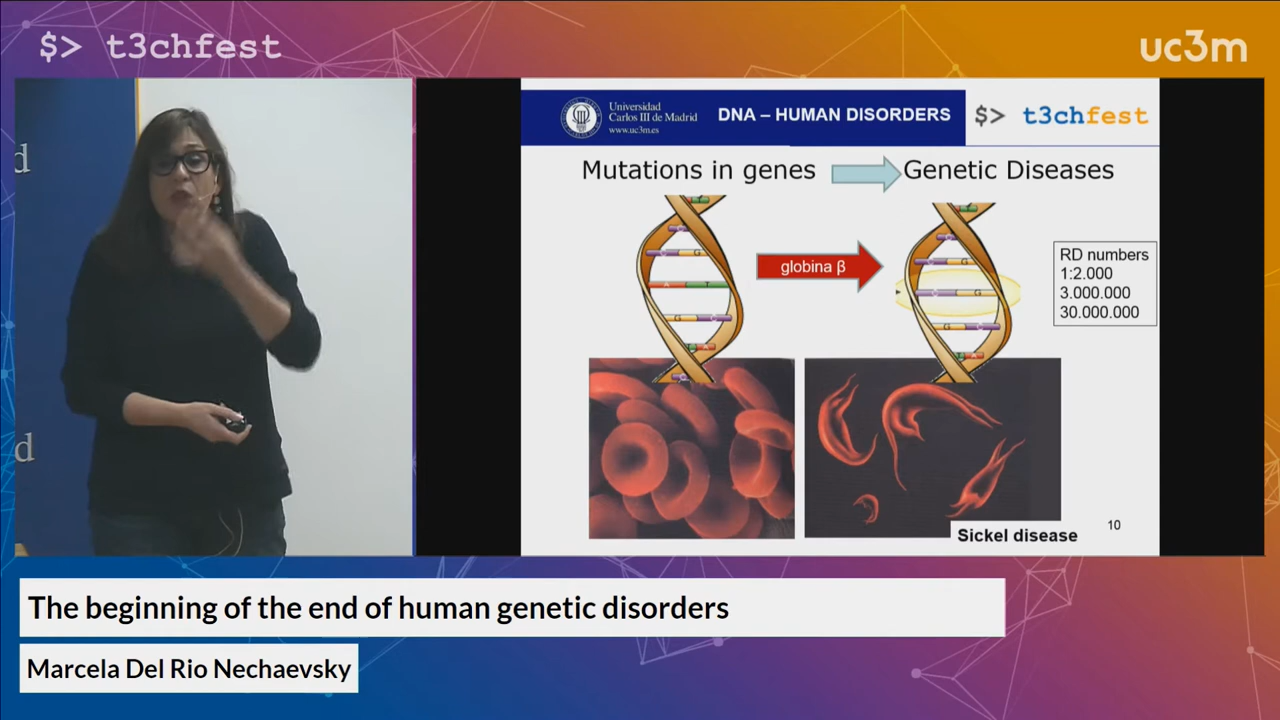 $> t3chfest
uc3m
d
d
Universidad
Carlos III de Madrid
www.uc3m.es
DNA – HUMAN DISORDERS
$> t3chfest
Mutations in genes
Genetic Diseases
C G
A T
G C
globina β
C G
C G
G C
RD numbers
1:2.000
3.000.000
30.000.000
Sickel disease
10
The beginning of the end of human genetic disorders
Marcela Del Rio Nechaevsky